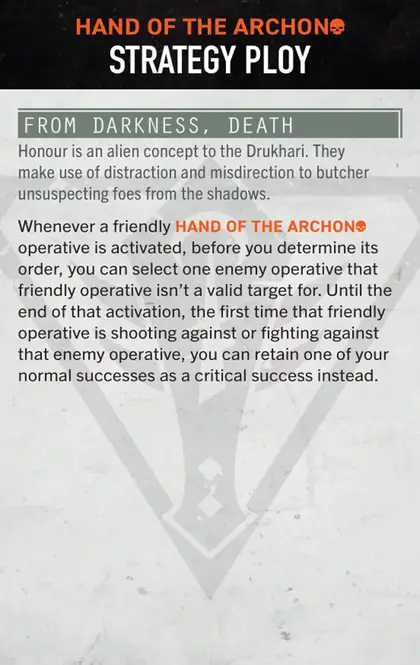 HAND OF THE ARCHON
STRATEGY PLOY
FROM DARKNESS, DEATH
Honour is an alien concept to the Drukhari. They
make use of distraction and misdirection to butcher
unsuspecting foes from the shadows.
Whenever a friendly HAND OF THE ARCHON
operative is activated, before you determine its
order, you can select one enemy operative that
friendly operative isn’t a valid target for. Until the
end of that activation, the first time that friendly
operative is shooting against or fighting against
that enemy operative, you can retain one of your
normal successes as a critical success instead.